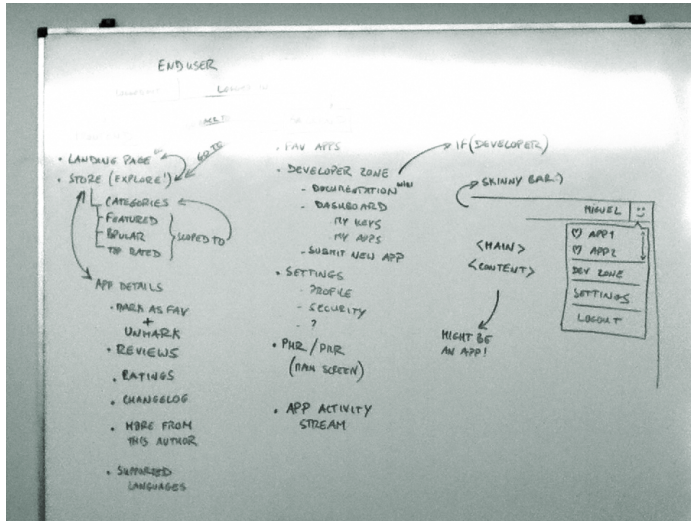 END USER
GO TO
• LANDING PAGE
• STORE (EXPLORE!)
CATEGORIES
FEATURED
POPULAR
TOP RATED
SCOPED TO
APP DETAILS
• MARK AS FAV
+
UNMARK
• REVIEWS
• RATINGS
• CHANGELOG
• MORE FROM
THIS AUTHOR
• SUPPORTED
LANGUAGES
• FAV APPS
• DEVELOPER ZONE
- DOCUMENTATION
- DASHBOARD
MY KEYS
MY APPS
- SUBMIT NEW APP
• SETTINGS
- PROFILE
- SECURITY
- ?
• PHR / PMR
(MAIN SCREEN)
• APP ACTIVITY
STREAM
IF (DEVELOPER)
SKINNY BAR :)
MIGUEL
♡ APP1
♡ APP2
DEV ZONE
SETTINGS
LOGOUT
<MAIN>
<CONTENT>
MIGHT BE
AN APP!